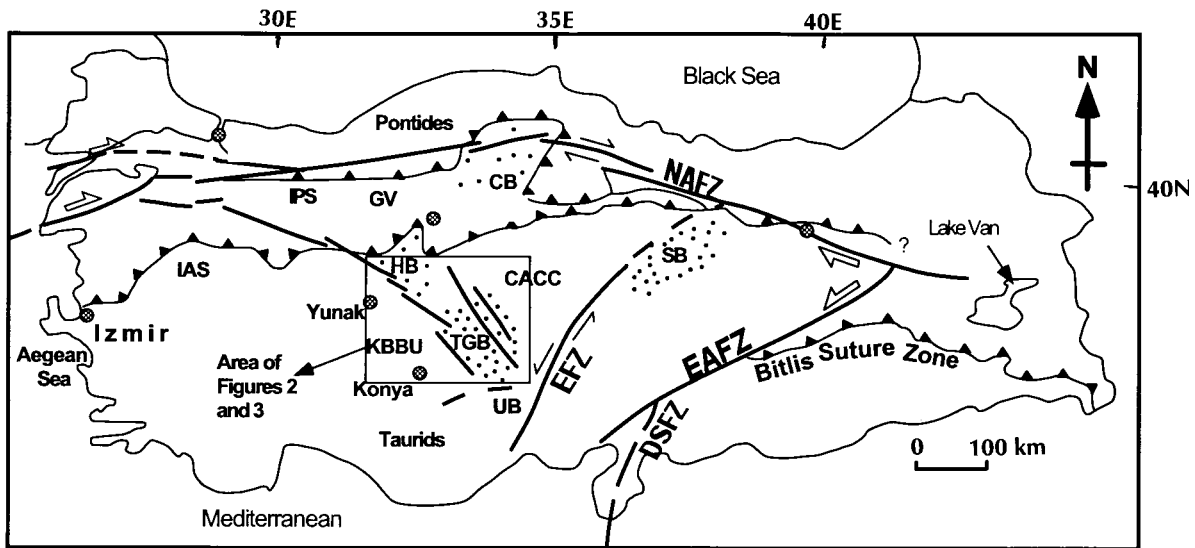 30E
35E
40E
Black Sea
N
Pontides
40N
IPS
GV
CB
NAFZ
?
Lake Van
IAS
HB
CACC
SB
Yunak
Izmir
Aegean
Sea
KBBU
TGB
Area of
Figures 2
and 3
Konya
UB
EFZ
EAFZ
Bitlis Suture Zone
Taurids
DSFZ
0 100 km
Mediterranean